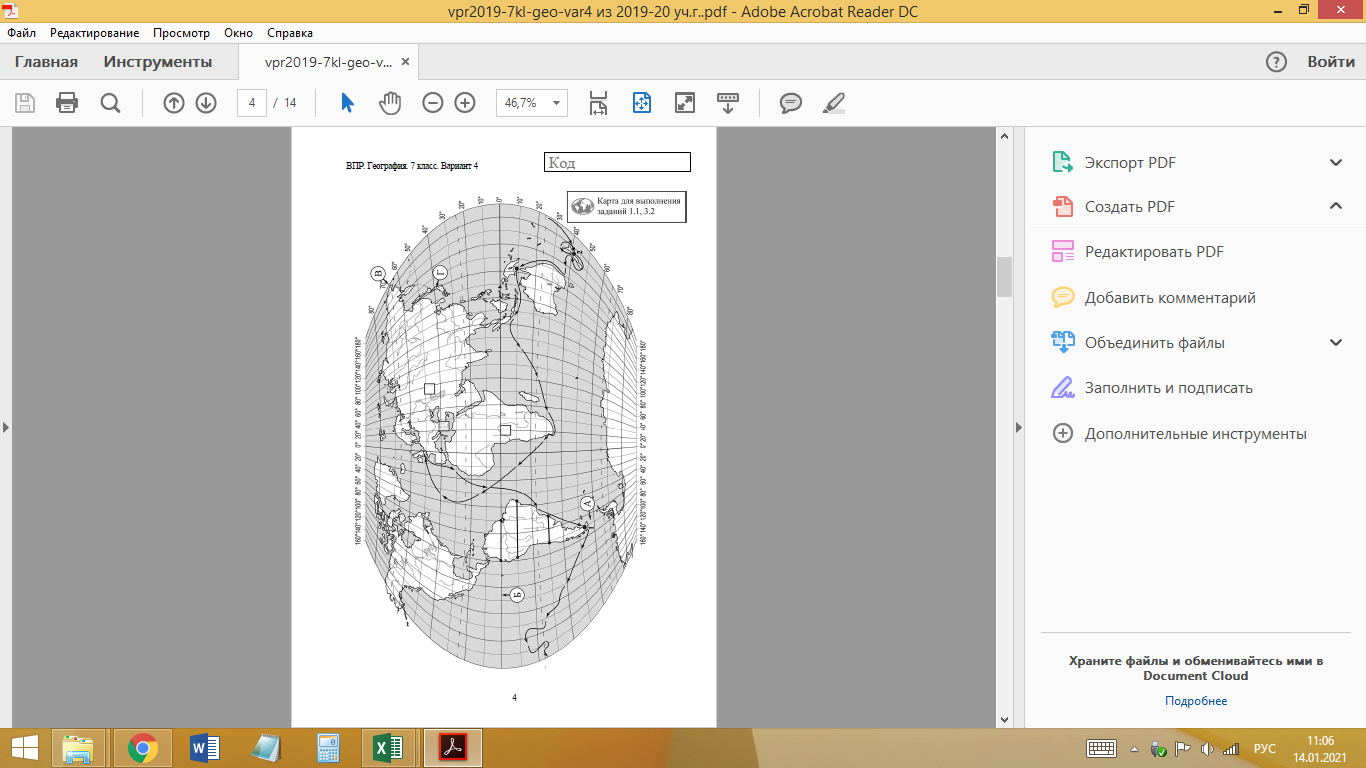 vpr2019-7kl-geo-var4 из 2019-20 уч.г..pdf - Adobe Acrobat Reader DC
Файл Редактирование Просмотр Окно Справка
Главная Инструменты vpr2019-7kl-geo-v... × Войти
4 / 14 46,7%
ВПР. География. 7 класс. Вариант 4
Код
Карта для выполнения
заданий 1.1, 3.2
В
Г
А
Б
4
Экспорт PDF
Создать PDF
Редактировать PDF
Добавить комментарий
Объединить файлы
Заполнить и подписать
Дополнительные инструменты
Храните файлы и обменивайтесь ими в
Document Cloud
Подробнее
РУС
11:06
14.01.2021